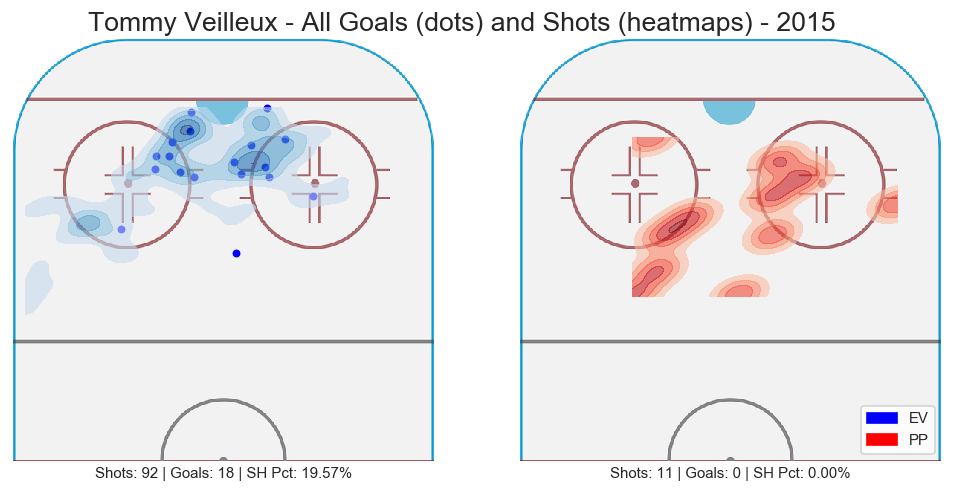 Tommy Veilleux - All Goals (dots) and Shots (heatmaps) - 2015
EV
PP
Shots: 92 | Goals: 18 | SH Pct: 19.57%
Shots: 11 | Goals: 0 | SH Pct: 0.00%